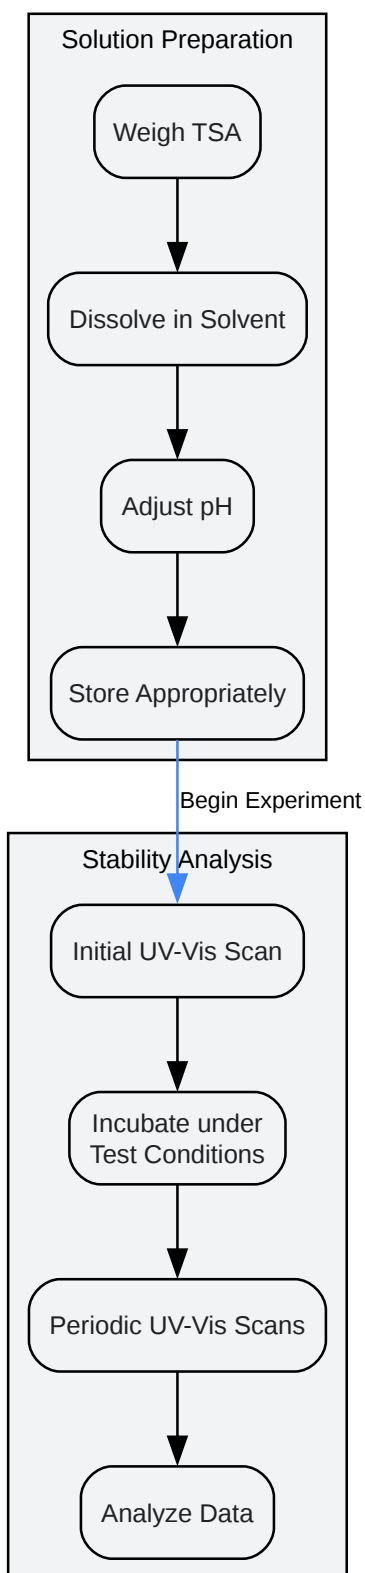 Solution Preparation
Weigh TSA
Dissolve in Solvent
Adjust pH
Store Appropriately
Begin Experiment
Stability Analysis
Initial UV-Vis Scan
Incubate under
Test Conditions
Periodic UV-Vis Scans
Analyze Data